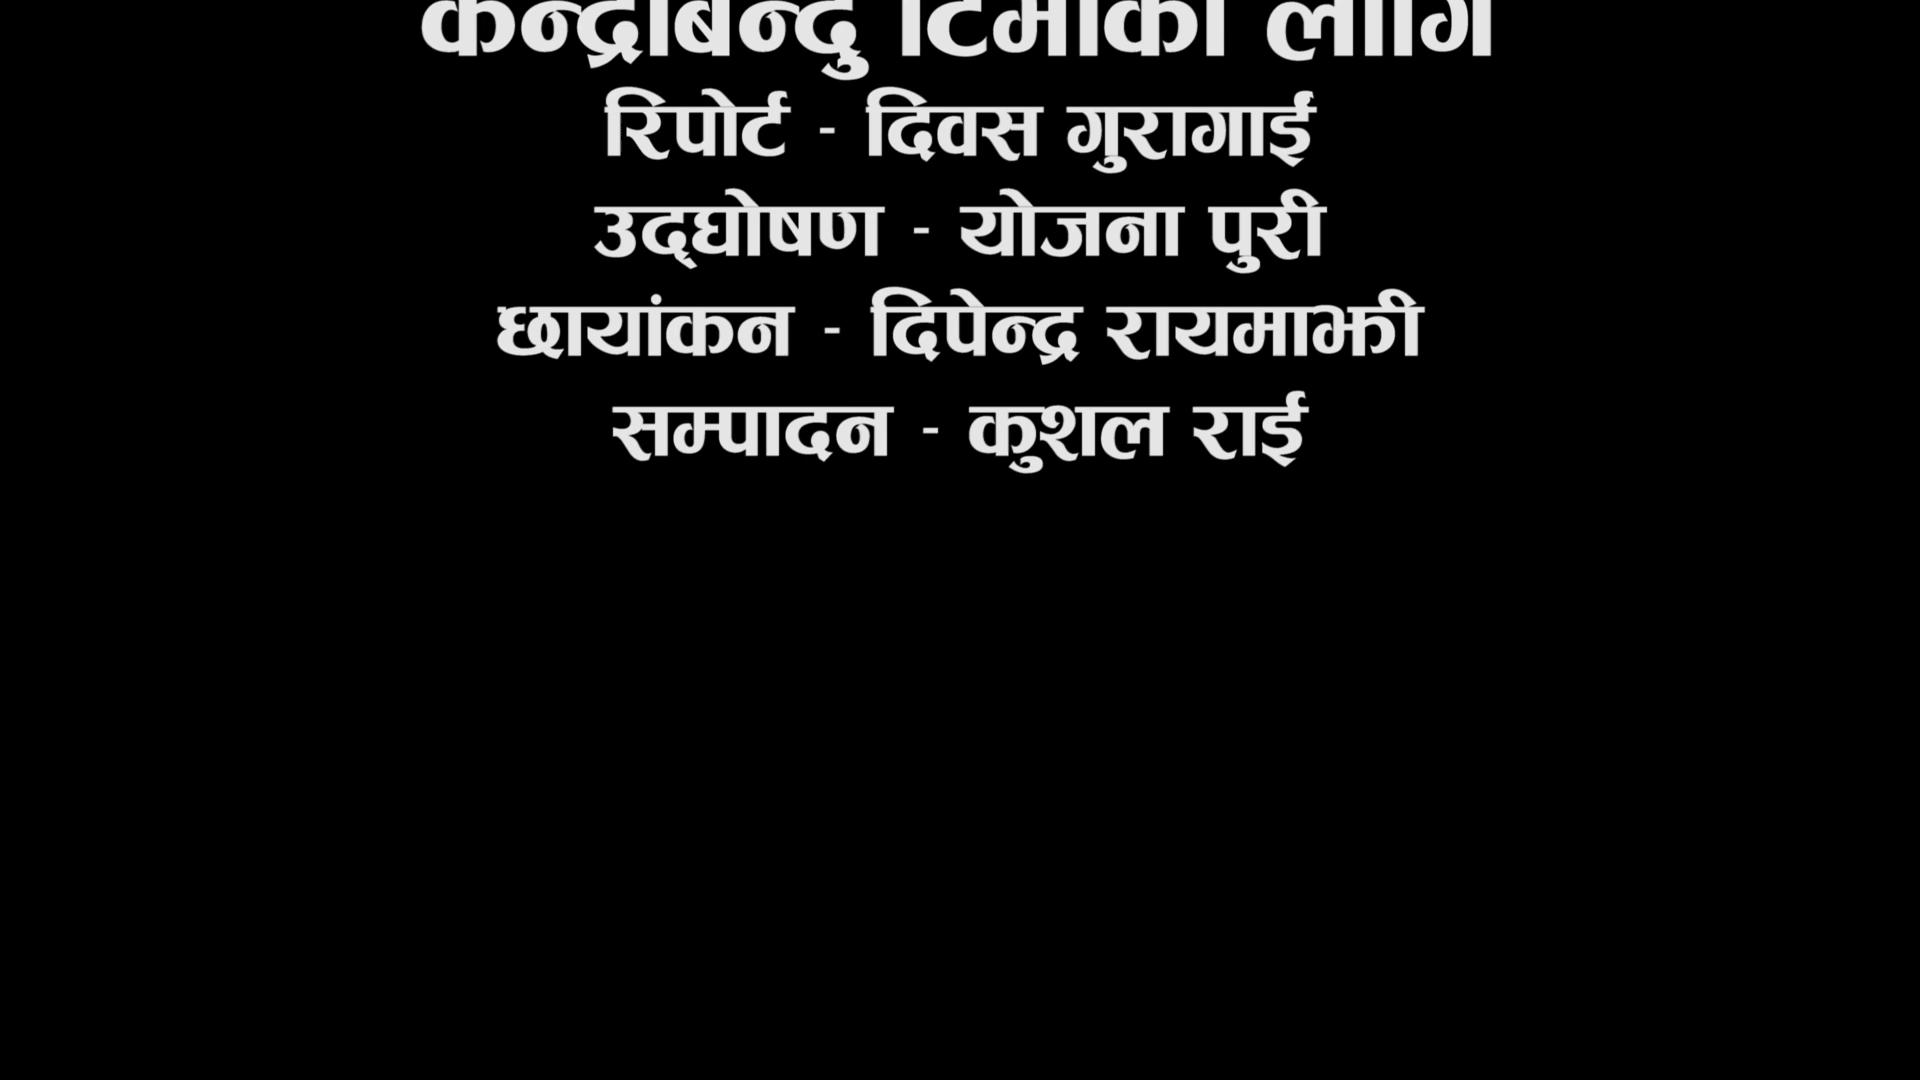 केन्द्रबिन्दु टिमको लागि
रिपोर्ट - दिवस गुरागाईं
उद्घोषण - योजना पुरी
छायांकन - दिपेन्द्र रायमाझी
सम्पादन - कुशल राई